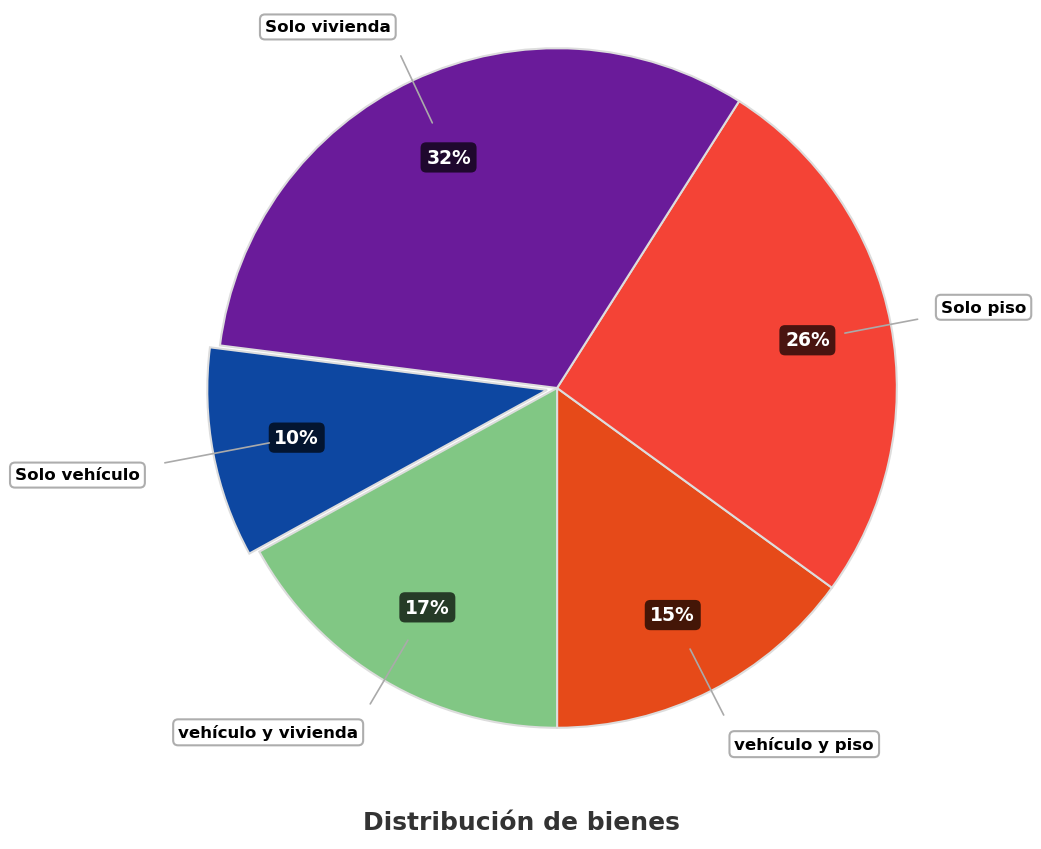 Solo vivienda
32%
Solo piso
26%
10%
Solo vehículo
17%
15%
vehículo y vivienda
vehículo y piso
Distribución de bienes